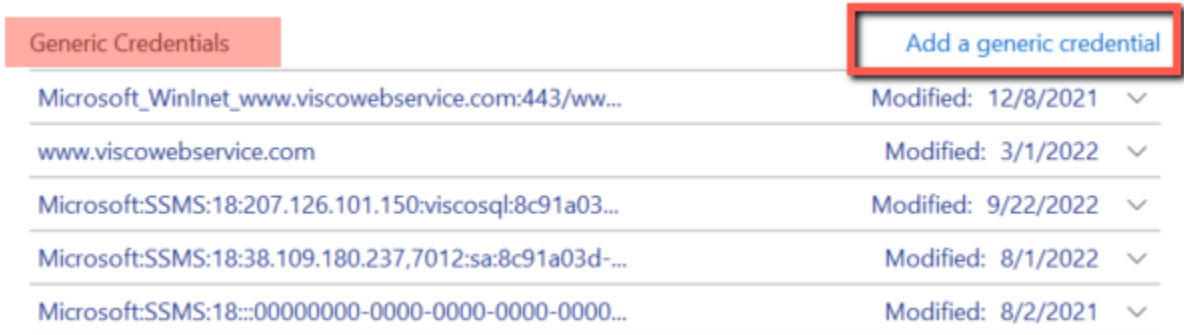 Generic Credentials Add a generic credential
Microsoft_WinInet_www.viscowebservice.com:443/ww... Modified: 12/8/2021
www.viscowebservice.com Modified: 3/1/2022
Microsoft:SSMS:18:207.126.101.150:viscosql:8c91a03... Modified: 9/22/2022
Microsoft:SSMS:18:38.109.180.237,7012:sa:8c91a03d-... Modified: 8/1/2022
Microsoft:SSMS:18:::00000000-0000-0000-0000-0000... Modified: 8/2/2021